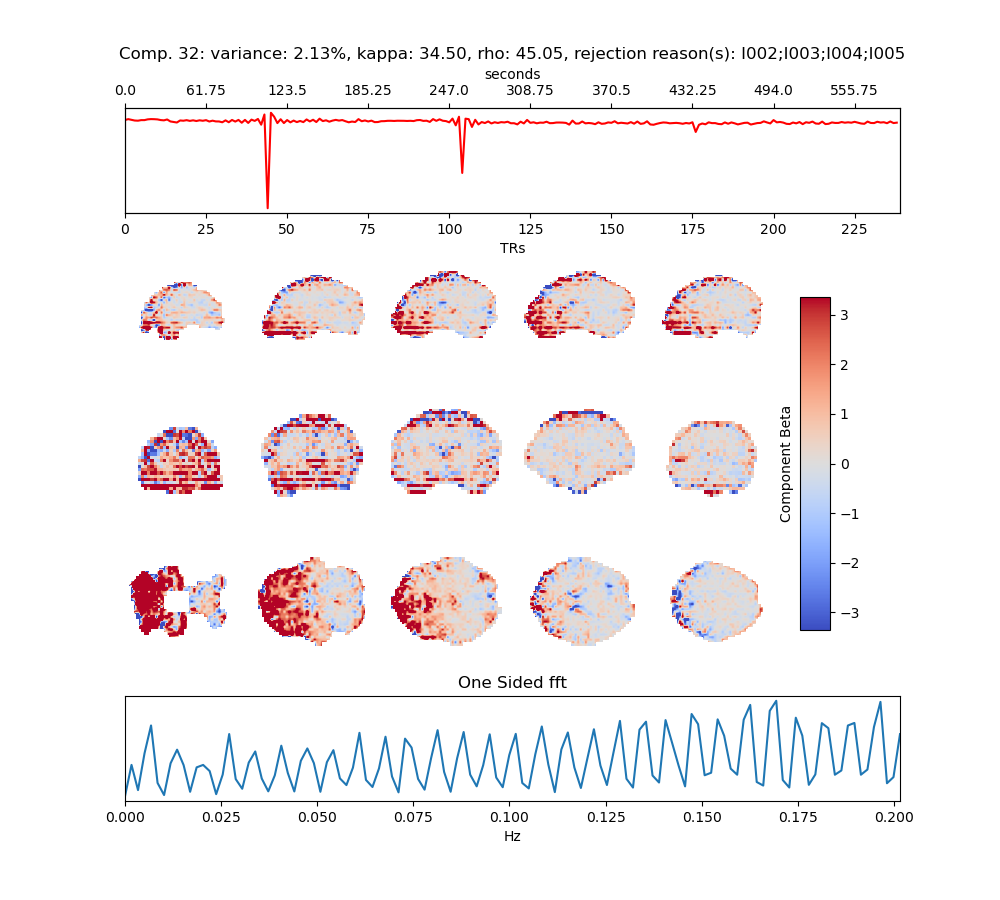 Comp. 32: variance: 2.13%, kappa: 34.50, rho: 45.05, rejection reason(s): I002;I003;I004;I005
seconds
0.0 61.75 123.5 185.25 247.0 308.75 370.5 432.25 494.0 555.75
0 25 50 75 100 125 150 175 200 225
TRs
3
2
1
0
−1
−2
−3
Component Beta
One Sided fft
0.000 0.025 0.050 0.075 0.100 0.125 0.150 0.175 0.200
Hz